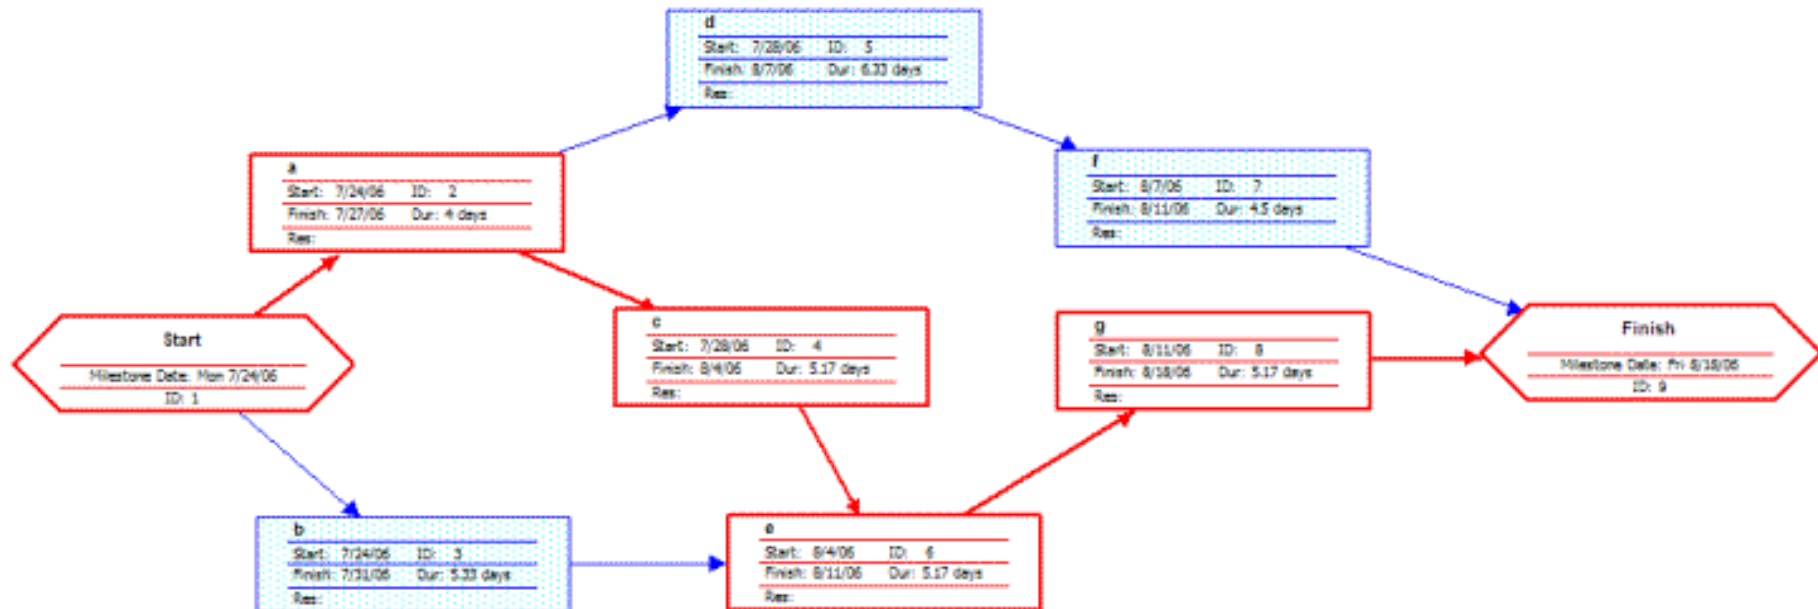 d
Start: 7/28/06 ID: 5
Finish: 8/7/06 Dur: 6.33 days
Res:
a
Start: 7/24/06 ID: 2
Finish: 7/27/06 Dur: 4 days
Res:
f
Start: 8/7/06 ID: 7
Finish: 8/11/06 Dur: 4.5 days
Res:
Start
Milestone Date: Mon 7/24/06
ID: 1
c
Start: 7/28/06 ID: 4
Finish: 8/4/06 Dur: 5.17 days
Res:
g
Start: 8/11/06 ID: 8
Finish: 8/18/06 Dur: 5.17 days
Res:
Finish
Milestone Date: Fri 8/18/06
ID: 9
b
Start: 7/24/06 ID: 3
Finish: 7/31/06 Dur: 5.33 days
Res:
e
Start: 8/4/06 ID: 6
Finish: 8/11/06 Dur: 5.17 days
Res: